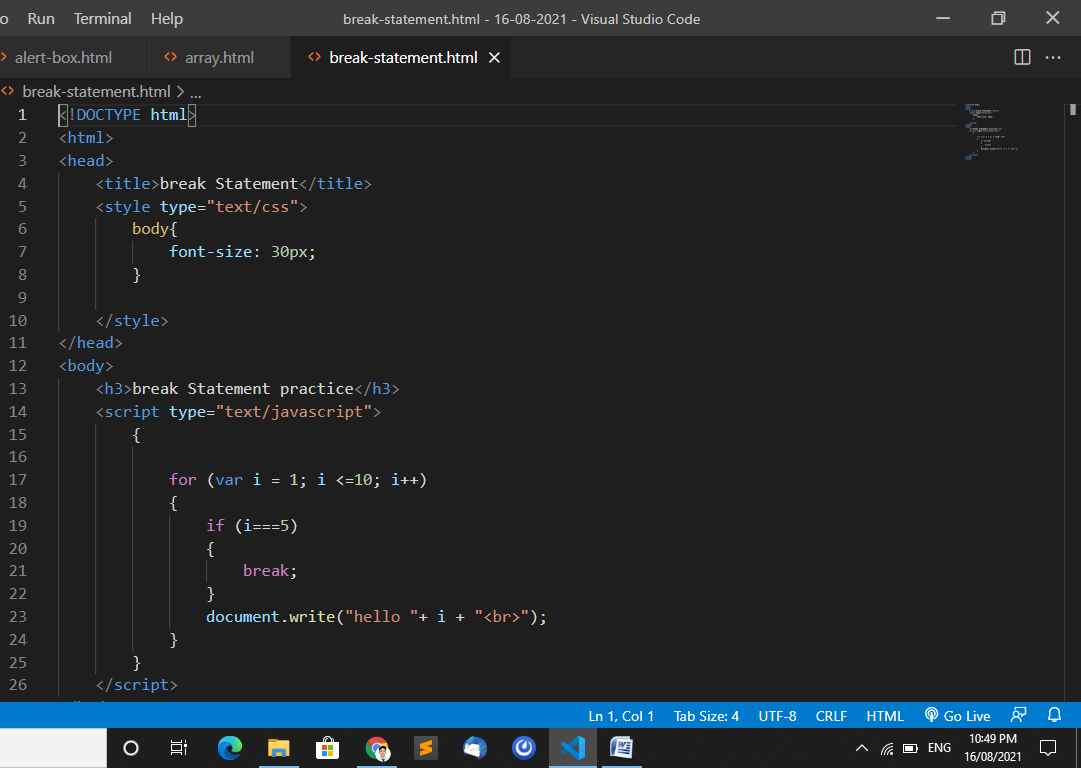 o Run Terminal Help break-statement.html - 16-08-2021 - Visual Studio Code
alert-box.html array.html break-statement.html
break-statement.html > ...
1 <!DOCTYPE html>
2 <html>
3 <head>
4     <title>break Statement</title>
5     <style type="text/css">
6         body{
7             font-size: 30px;
8         }
9
10     </style>
11 </head>
12 <body>
13     <h3>break Statement practice</h3>
14     <script type="text/javascript">
15         {
16
17             for (var i = 1; i <=10; i++)
18             {
19                 if (i===5)
20                 {
21                     break;
22                 }
23                 document.write("hello "+ i + "<br>");
24             }
25         }
26     </script>
Ln 1, Col 1 Tab Size: 4 UTF-8 CRLF HTML Go Live
ENG 10:49 PM
16/08/2021